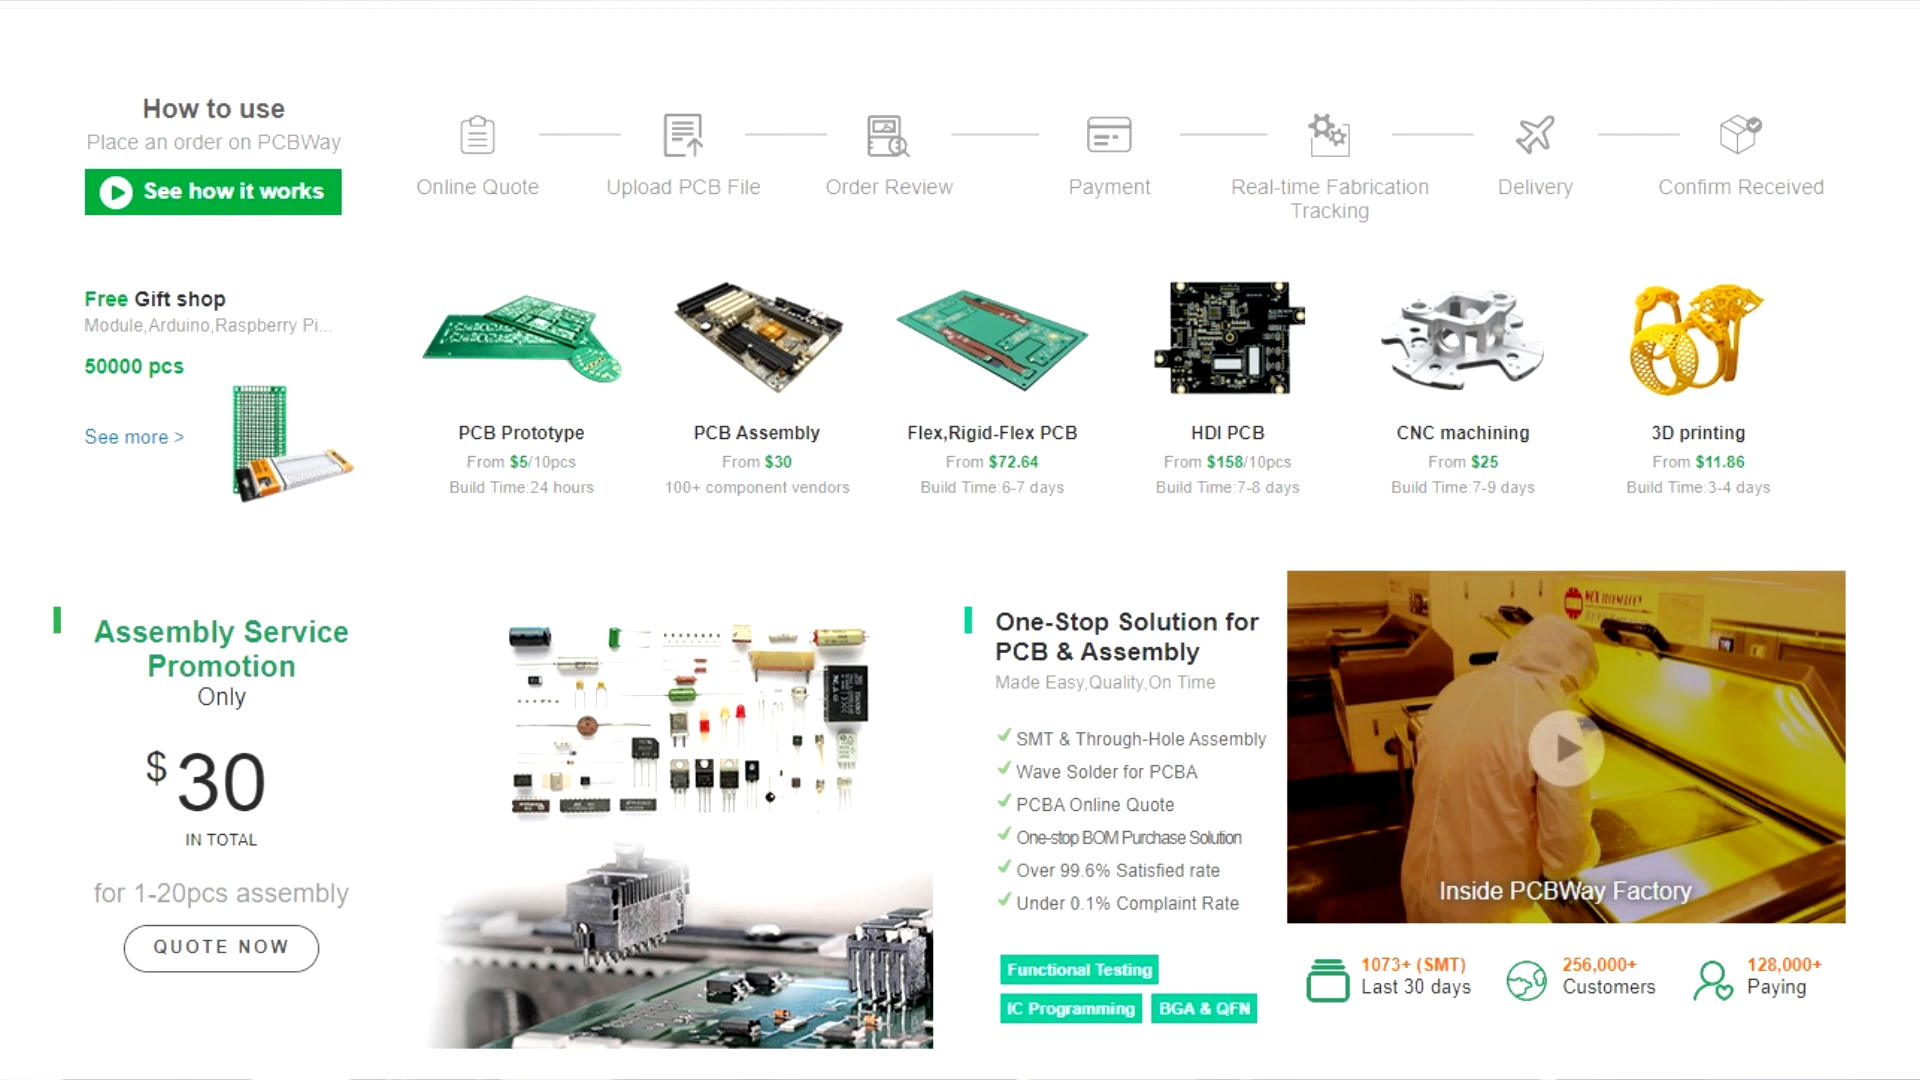 How to use
Place an order on PCBWay
See how it works
Online Quote
Upload PCB File
Order Review
Payment
Real-time Fabrication
Tracking
Delivery
Confirm Received
Free Gift shop
Module,Arduino,Raspberry Pi...
50000 pcs
See more >
PCB Prototype
From $5/10pcs
Build Time:24 hours
PCB Assembly
From $30
100+ component vendors
Flex,Rigid-Flex PCB
From $72.64
Build Time:6-7 days
HDI PCB
From $158/10pcs
Build Time:7-8 days
CNC machining
From $25
Build Time:7-9 days
3D printing
From $11.86
Build Time:3-4 days
Assembly Service
Promotion
Only
$30
IN TOTAL
for 1-20pcs assembly
QUOTE NOW
One-Stop Solution for
PCB & Assembly
Made Easy,Quality,On Time
SMT & Through-Hole Assembly
Wave Solder for PCBA
PCBA Online Quote
One-stop BOM Purchase Solution
Over 99.6% Satisfied rate
Under 0.1% Complaint Rate
Functional Testing
IC Programming
BGA & QFN
Inside PCBWay Factory
1073+ (SMT)
Last 30 days
256,000+
Customers
128,000+
Paying